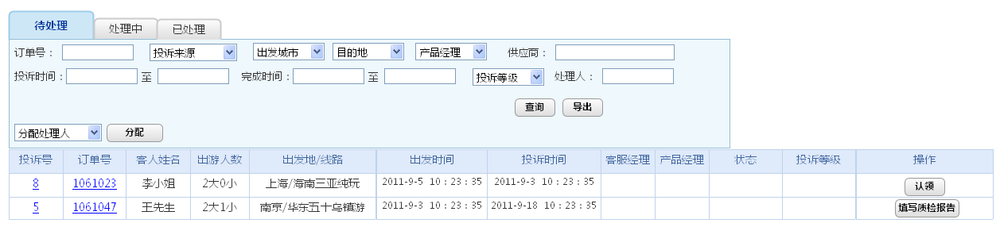 待处理 处理中 已处理
订单号： 投诉来源 出发城市 目的地 产品经理 供应商：
投诉时间： 至 完成时间： 至 投诉等级 处理人：
查询 导出
分配处理人 分配
投诉号 订单号 客人姓名 出游人数 出发地/线路 出发时间 投诉时间 客服经理 产品经理 状态 投诉等级 操作
8 1061023 李小姐 2大0小 上海/海南三亚纯玩 2011-9-5 10：23：35 2011-9-3 10：23：35 认领
5 1061047 王先生 2大1小 南京/华东五十乌镇游 2011-9-3 10：23：35 2011-9-18 10：23：35 填写质检报告